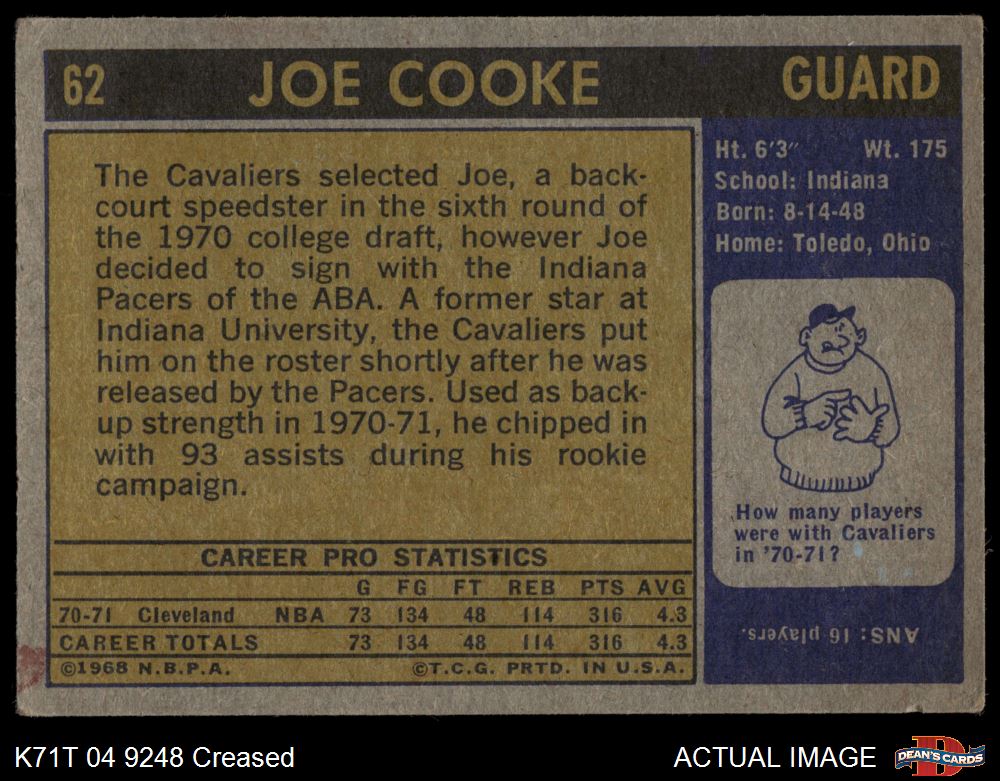 62 JOE COOKE GUARD
The Cavaliers selected Joe, a back-
court speedster in the sixth round of
the 1970 college draft, however Joe
decided to sign with the Indiana
Pacers of the ABA. A former star at
Indiana University, the Cavaliers put
him on the roster shortly after he was
released by the Pacers. Used as back-
up strength in 1970-71, he chipped in
with 93 assists during his rookie
campaign.
CAREER PRO STATISTICS
G FG FT REB PTS AVG
70-71 Cleveland NBA 73 134 48 114 316 4.3
CAREER TOTALS 73 134 48 114 316 4.3
©1968 N.B.P.A. ©T.C.G. PRTD. IN U.S.A.
Ht. 6'3" Wt. 175
School: Indiana
Born: 8-14-48
Home: Toledo, Ohio
How many players
were with Cavaliers
in '70-71?
ANS: 16 players.
K71T 04 9248 Creased ACTUAL IMAGE
DEAN'S CARDS